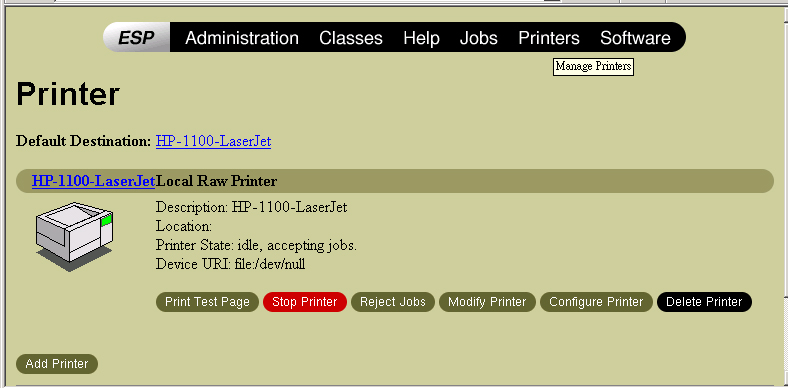 ESP Administration Classes Help Jobs Printers Software
Manage Printers
Printer
Default Destination: HP-1100-LaserJet
HP-1100-LaserJet Local Raw Printer
Description: HP-1100-LaserJet
Location:
Printer State: idle, accepting jobs.
Device URI: file:/dev/null
Print Test Page Stop Printer Reject Jobs Modify Printer Configure Printer Delete Printer
Add Printer